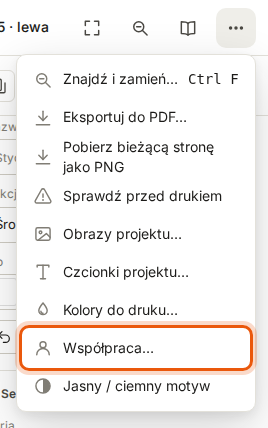 5 · lewa
Znajdź i zamień... Ctrl F
Eksportuj do PDF...
Pobierz bieżącą stronę
jako PNG
Sprawdź przed drukiem
Obrazy projektu...
Czcionki projektu...
Kolory do druku...
Współpraca...
Jasny / ciemny motyw